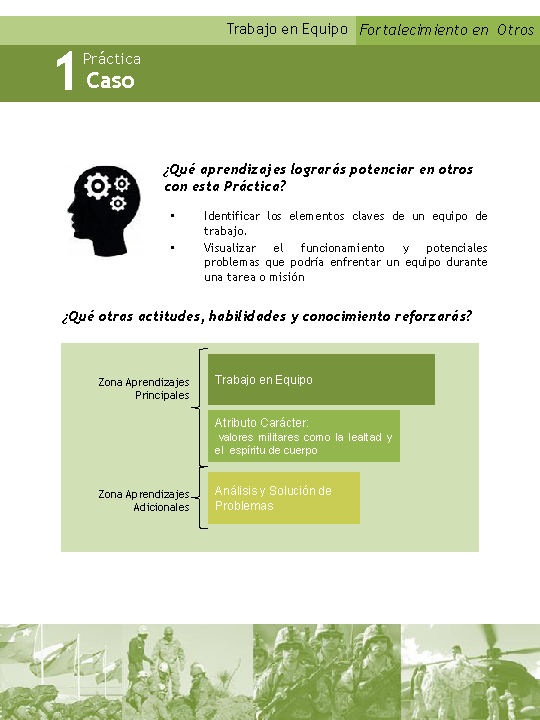 Trabajo en Equipo Fortalecimiento en Otros
1 Práctica
Caso
¿Qué aprendizajes lograrás potenciar en otros
con esta Práctica?
• Identificar los elementos claves de un equipo de
trabajo.
• Visualizar el funcionamiento y potenciales
problemas que podría enfrentar un equipo durante
una tarea o misión
¿Qué otras actitudes, habilidades y conocimiento reforzarás?
Zona Aprendizajes
Principales
Trabajo en Equipo
Atributo Carácter:
valores militares como la lealtad y
el espíritu de cuerpo
Zona Aprendizajes
Adicionales
Análisis y Solución de
Problemas